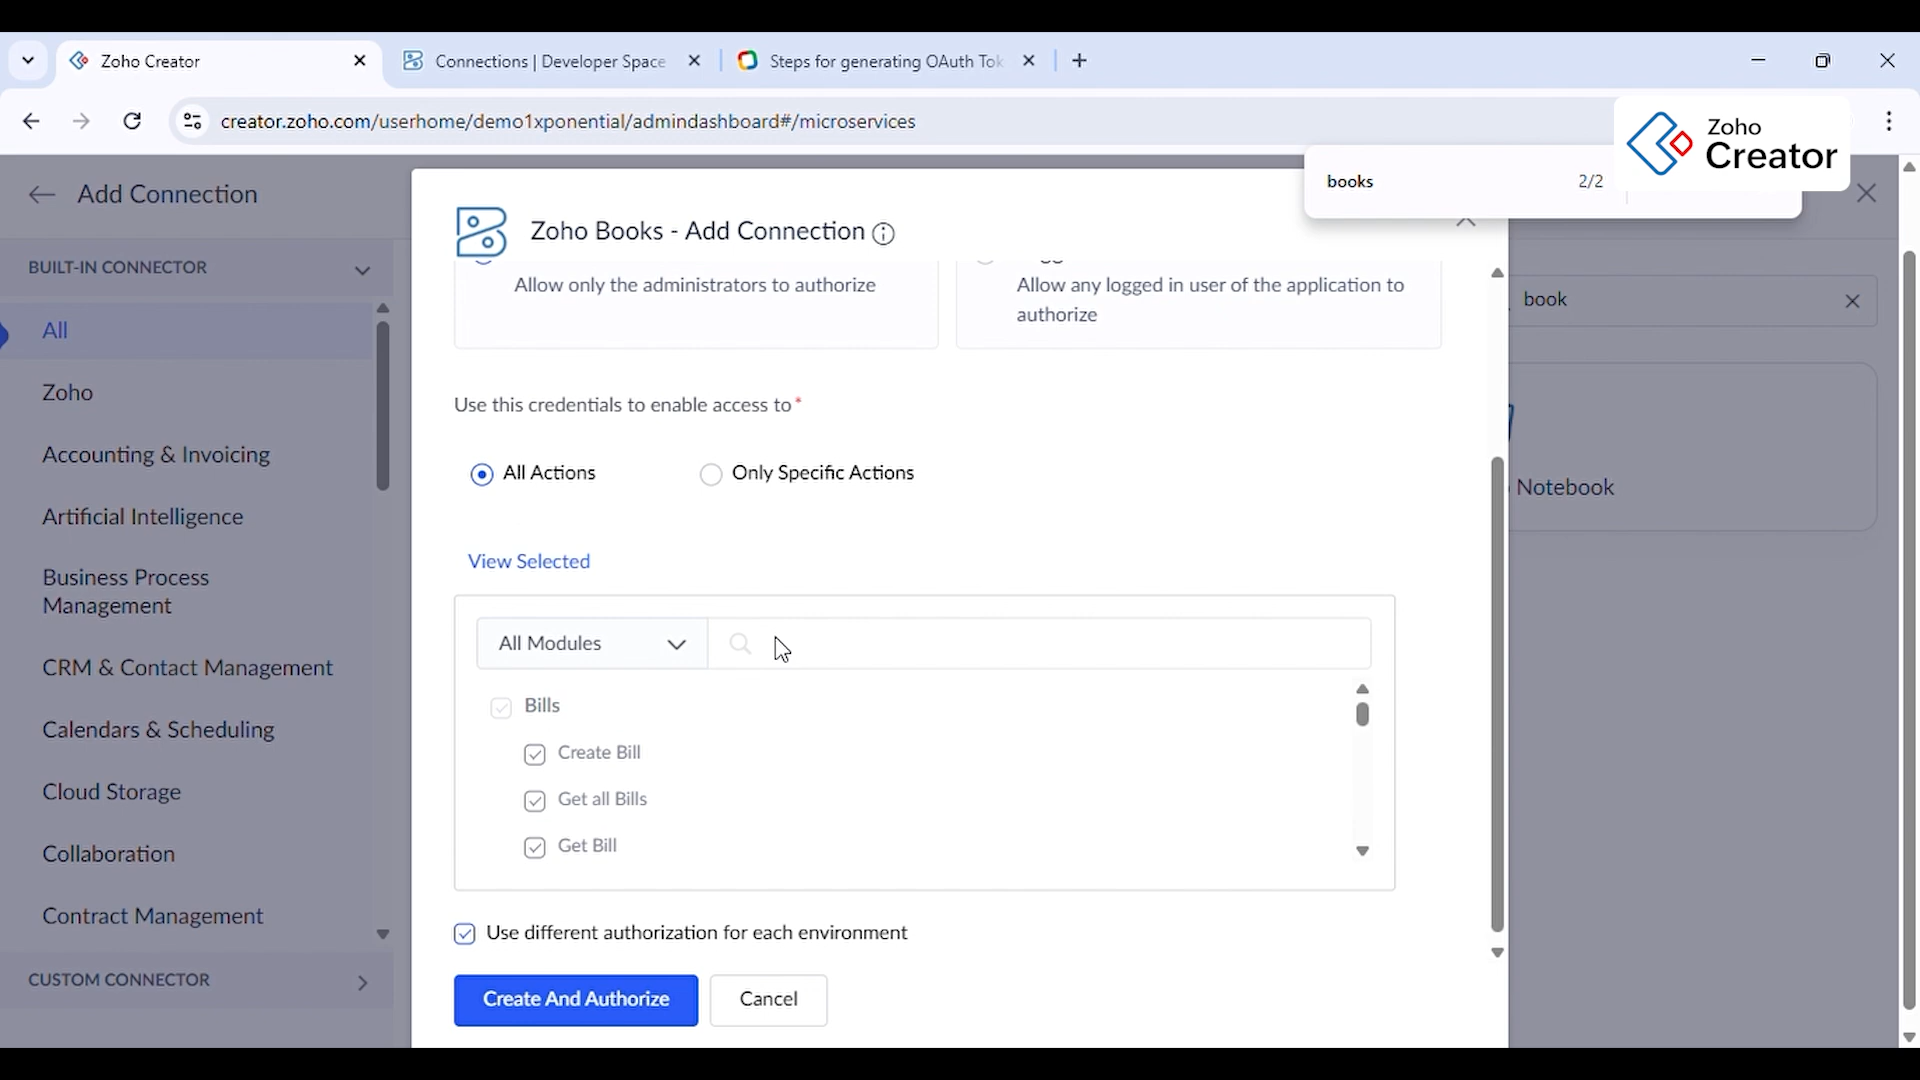 Zoho Creator
Connections | Developer Space
Steps for generating OAuth Tok
creator.zoho.com/userhome/demo1xponential/admindashboard#/microservices
Zoho
Creator
books 2/2
Add Connection
BUILT-IN CONNECTOR
All
Zoho
Accounting & Invoicing
Artificial Intelligence
Business Process
Management
CRM & Contact Management
Calendars & Scheduling
Cloud Storage
Collaboration
Contract Management
CUSTOM CONNECTOR
Zoho Books - Add Connection
Allow only the administrators to authorize
Allow any logged in user of the application to
authorize
Use this credentials to enable access to*
All Actions
Only Specific Actions
View Selected
All Modules
Bills
Create Bill
Get all Bills
Get Bill
Use different authorization for each environment
Create And Authorize
Cancel
book
Notebook